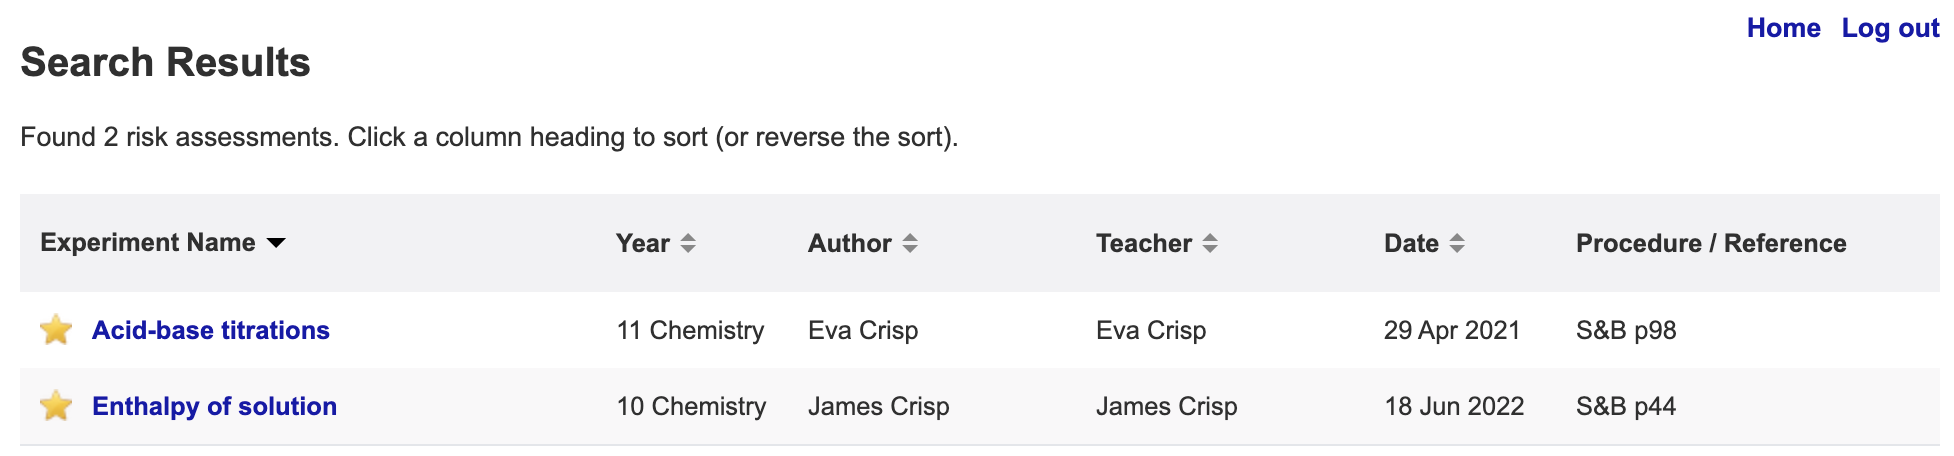 Home Log out
Search Results
Found 2 risk assessments. Click a column heading to sort (or reverse the sort).
Experiment Name Year Author Teacher Date Procedure / Reference
Acid-base titrations 11 Chemistry Eva Crisp Eva Crisp 29 Apr 2021 S&B p98
Enthalpy of solution 10 Chemistry James Crisp James Crisp 18 Jun 2022 S&B p44